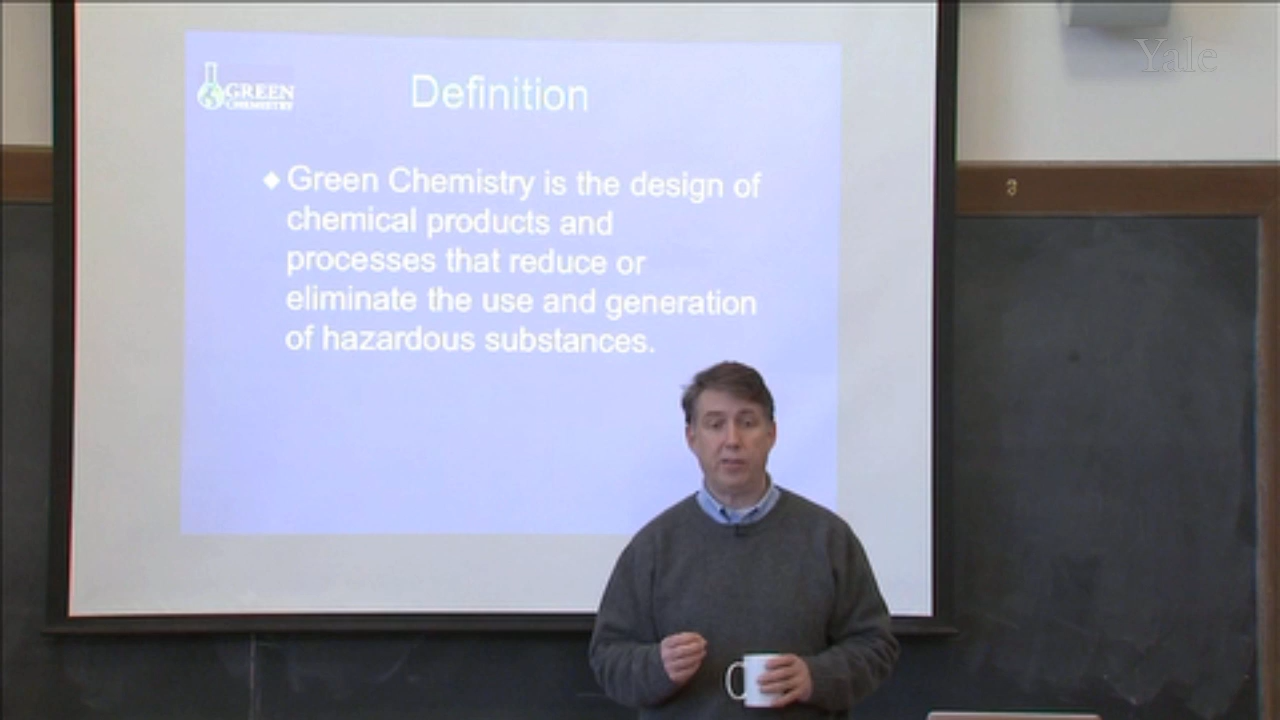 Yale
GREEN
CHEMISTRY
Definition
Green Chemistry is the design of
chemical products and
processes that reduce or
eliminate the use and generation
of hazardous substances.
3